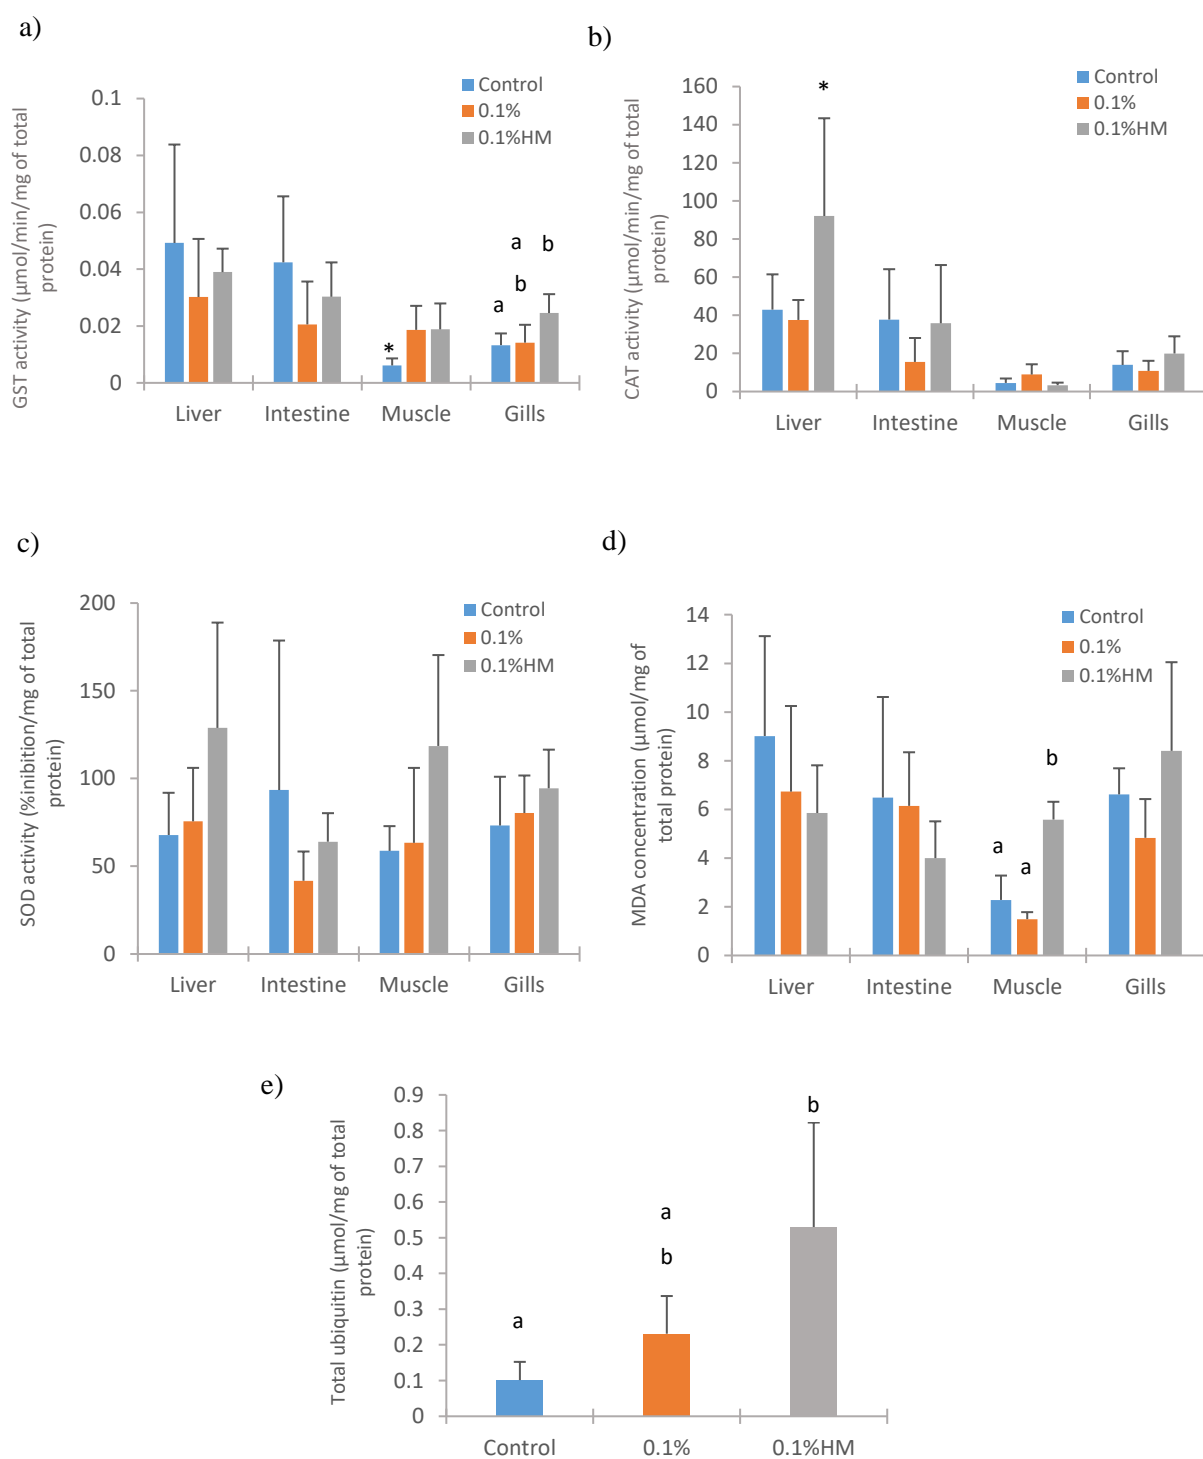 a)
GST activity (µmol/min/mg of total
protein)
Control
0.1%
0.1%HM
0.1
0.08
0.06
0.04
0.02
0
*
a
a
b
b
Liver Intestine Muscle Gills
b)
CAT activity (µmol/min/min/mg of total
protein)
Control
0.1%
0.1%HM
160
140
120
100
80
60
40
20
0
*
Liver Intestine Muscle Gills
c)
SOD activity (%inibition/mg of total
protein)
Control
0.1%
0.1%HM
200
150
100
50
0
Liver Intestine Muscle Gills
d)
MDA concentration (µmol/mg of
total protein)
Control
0.1%
0.1%HM
14
12
10
8
6
4
2
0
a
a
b
Liver Intestine Muscle Gills
e)
Total ubiquitin (µmol/mg of total
protein)
0.9
0.8
0.7
0.6
0.5
0.4
0.3
0.2
0.1
0
a
a
b
b
Control 0.1% 0.1%HM